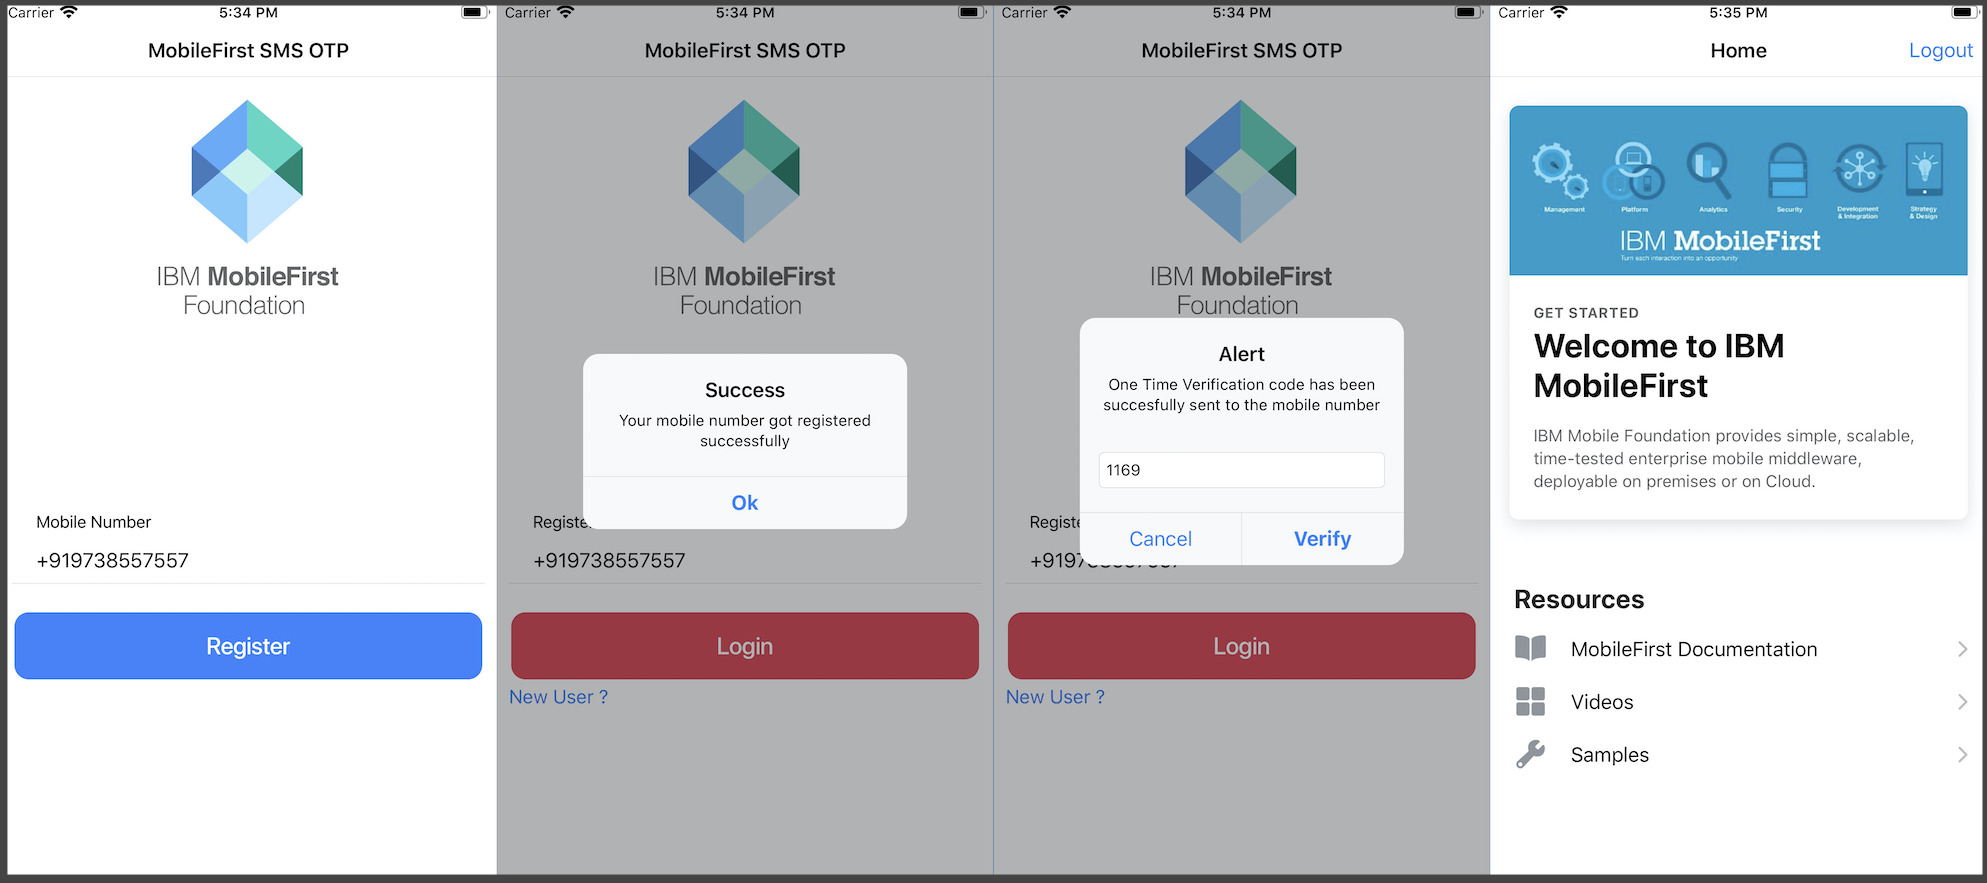 Carrier 5:34 PM
MobileFirst SMS OTP
IBM MobileFirst
Foundation
Mobile Number
+919738557557
Register
Carrier 5:34 PM
MobileFirst SMS OTP
IBM MobileFirst
Foundation
Success
Your mobile number got registered
successfully
Ok
Registe
+919738557557
Login
New User ?
Carrier 5:34 PM
MobileFirst SMS OTP
IBM MobileFirst
Foundation
Alert
One Time Verification code has been
succesfully sent to the mobile number
1169
Cancel Verify
Registe
+9197
Login
New User ?
Carrier 5:35 PM
Home Logout
Management Platform Analytics Security Development
& Integration Strategy
& Design
IBM MobileFirst
Turn each interaction into an opportunity
GET STARTED
Welcome to IBM
MobileFirst
IBM Mobile Foundation provides simple, scalable,
time-tested enterprise mobile middleware,
deployable on premises or on Cloud.
Resources
MobileFirst Documentation
Videos
Samples